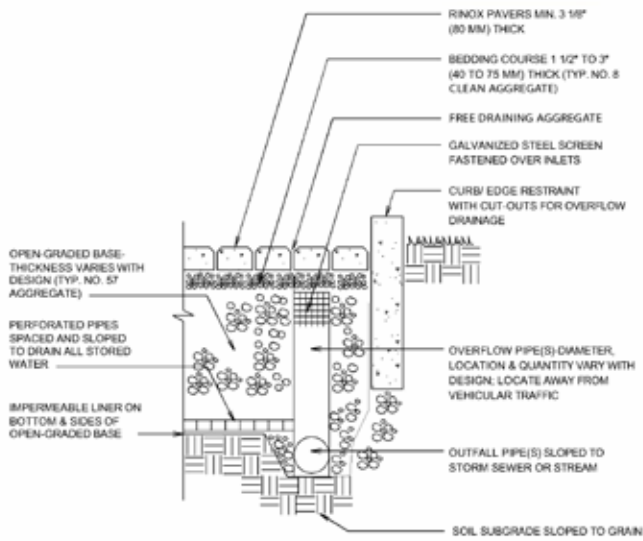 RINOX PAVERS MIN. 3 1/8"
(80 MM) THICK
BEDDING COURSE 1 1/2" TO 3"
(40 TO 75 MM) THICK (TYP. NO. 8
CLEAN AGGREGATE)
FREE DRAINING AGGREGATE
GALVANIZED STEEL SCREEN
FASTENED OVER INLETS
CURB/ EDGE RESTRAINT
WITH CUT-OUTS FOR OVERFLOW
DRAINAGE
OPEN-GRADED BASE-
THICKNESS VARIES WITH
DESIGN (TYP. NO. 57
AGGREGATE)
PERFORATED PIPES
SPACED AND SLOPED
TO DRAIN ALL STORED
WATER
IMPERMEABLE LINER ON
BOTTOM & SIDES OF
OPEN-GRADED BASE
OVERFLOW PIPE(S)-DIAMETER,
LOCATION & QUANTITY VARY WITH
DESIGN; LOCATE AWAY FROM
VEHICULAR TRAFFIC
OUTFALL PIPE(S) SLOPED TO
STORM SEWER OR STREAM
SOIL SUBGRADE SLOPED TO GRAIN